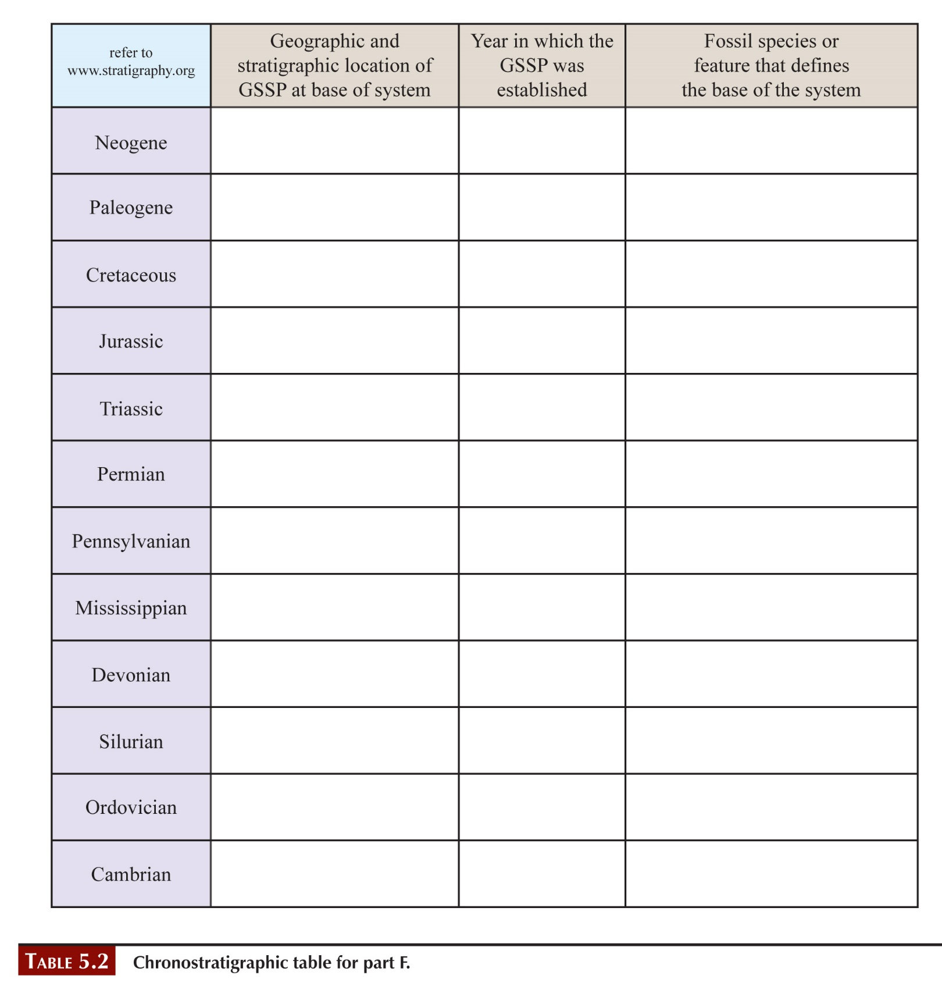 refer to
www.stratigraphy.org
Geographic and
stratigraphic location of
GSSP at base of system
Year in which the
GSSP was
established
Fossil species or
feature that defines
the base of the system
Neogene
Paleogene
Cretaceous
Jurassic
Triassic
Permian
Pennsylvanian
Mississippian
Devonian
Silurian
Ordovician
Cambrian
TABLE 5.2 Chronostratigraphic table for part F.